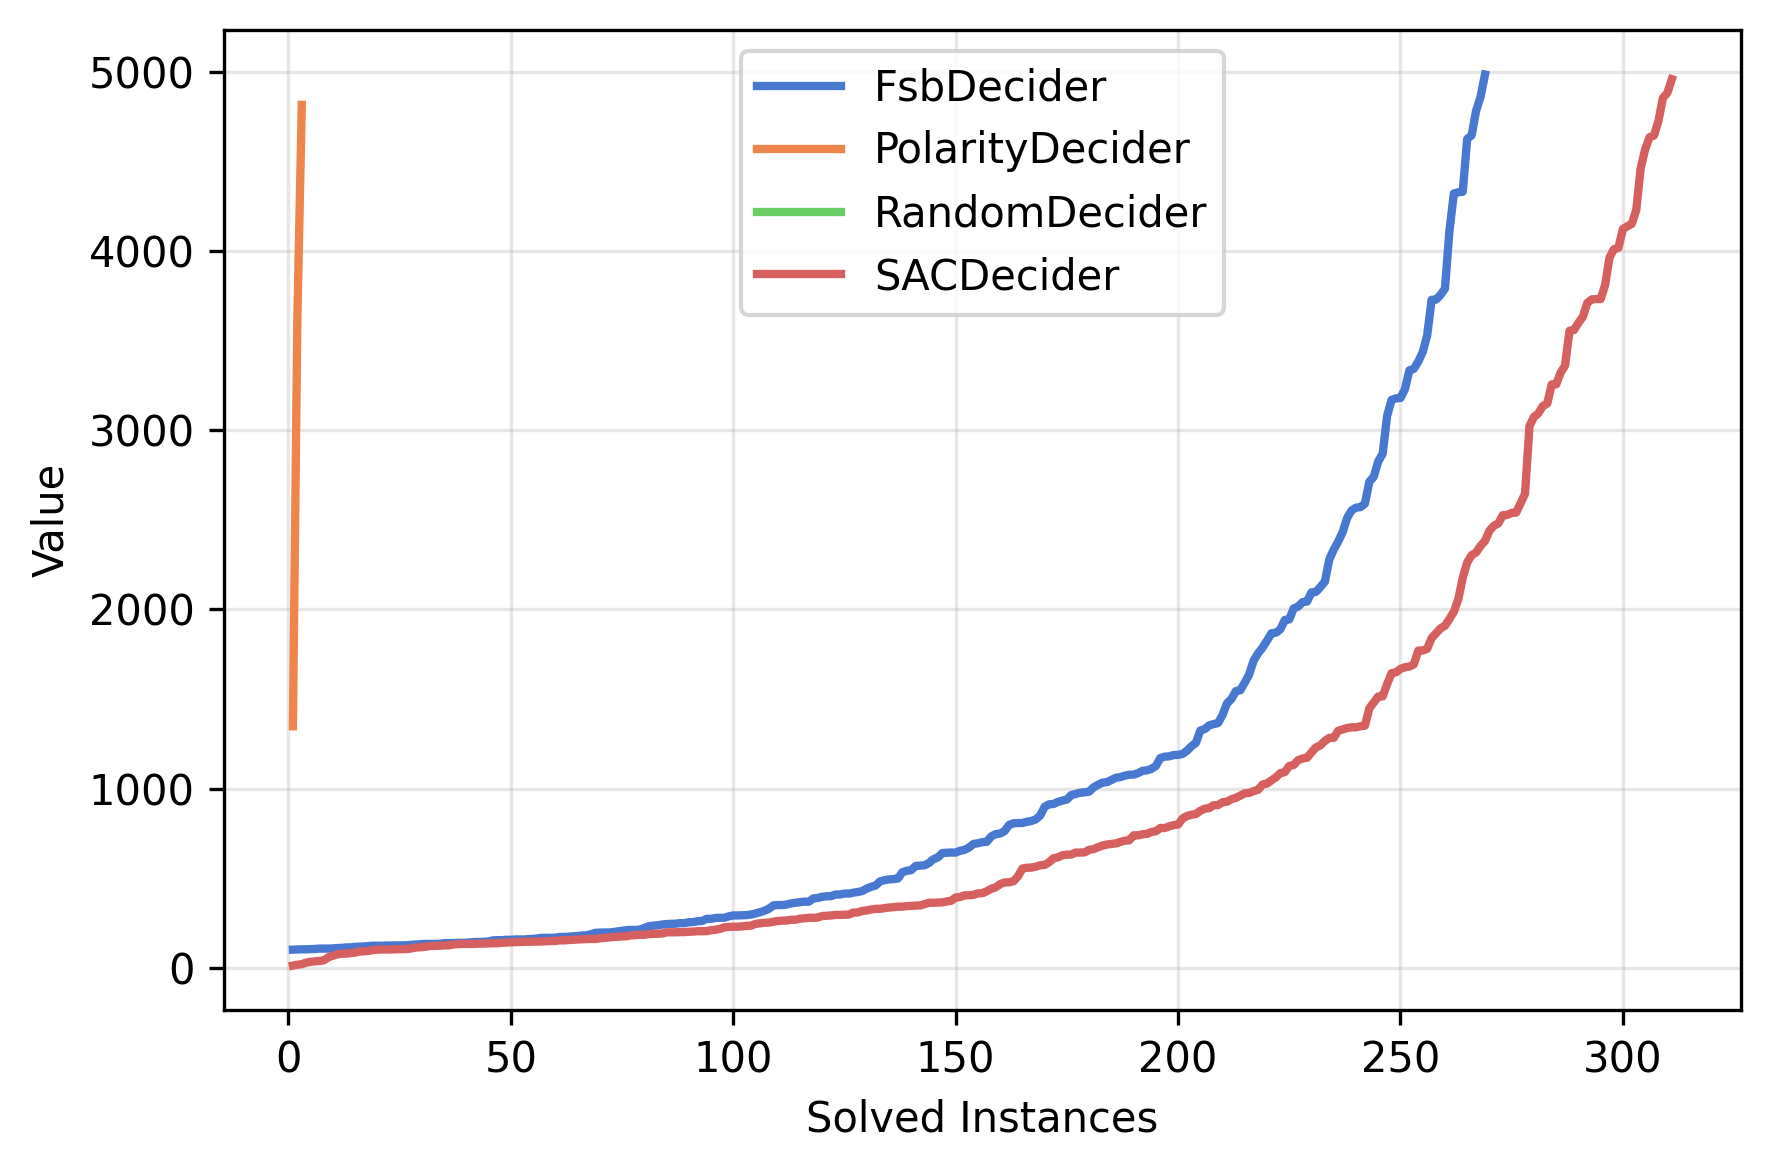 5000
4000
3000
2000
1000
0
Value
FsbDecider
PolarityDecider
RandomDecider
SACDecider
0 50 100 150 200 250 300
Solved Instances